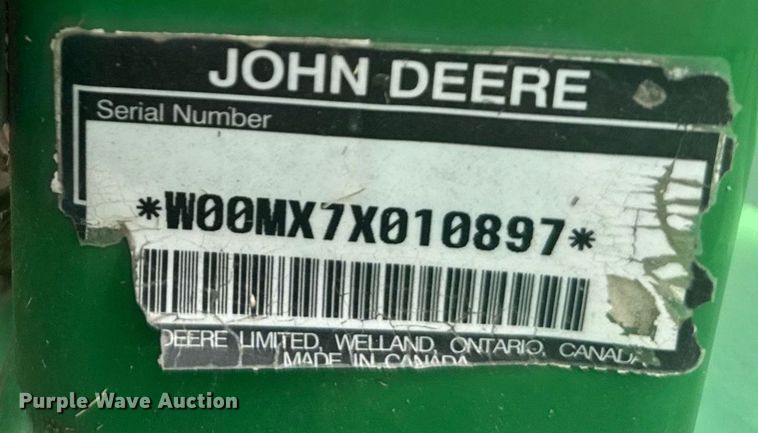 JOHN DEERE
Serial Number
*W00MX7X010897*
DEERE LIMITED, WELLAND, ONTARIO, CANADA
MADE IN CANADA
Purple Wave Auction